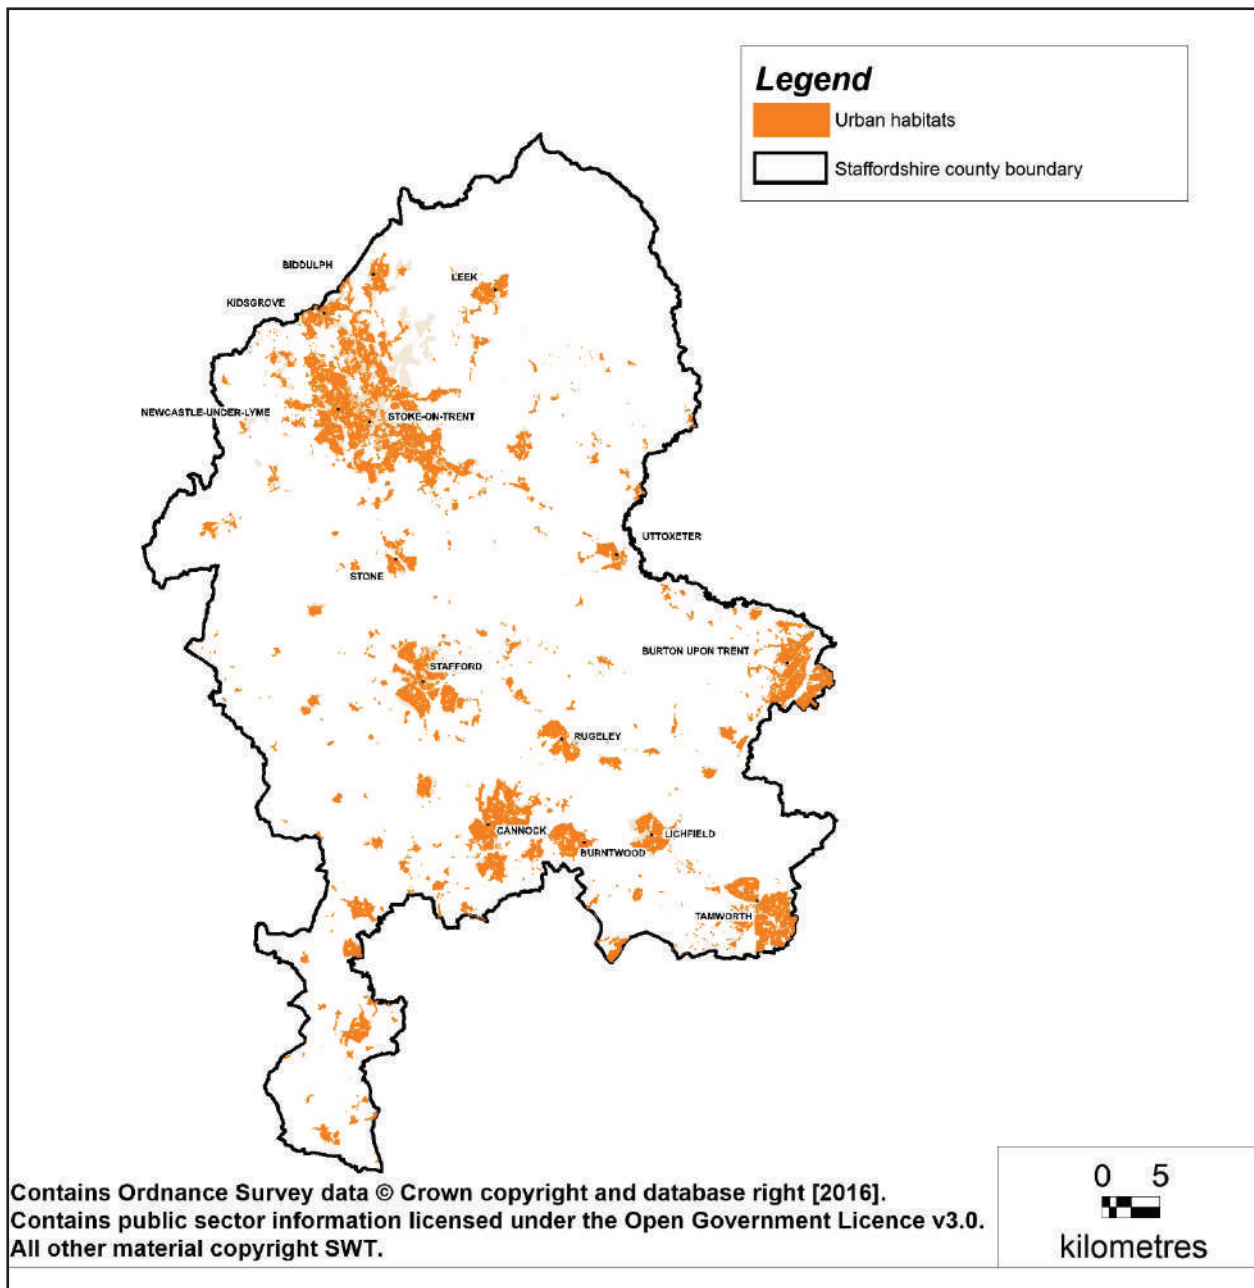 Legend
Urban habitats
Staffordshire county boundary
BIDDULPH
LEEK
KIDSGROVE
NEWCASTLE-UNDER-LYME
STOKE-ON-TRENT
UTTOXETER
STONE
BURTON UPON TRENT
STAFFORD
RUGELEY
CANNOCK
LICHFIELD
BURNTWOOD
TAMWORTH
Contains Ordnance Survey data © Crown copyright and database right [2016].
Contains public sector information licensed under the Open Government Licence v3.0.
All other material copyright SWT.
0 5
kilometres